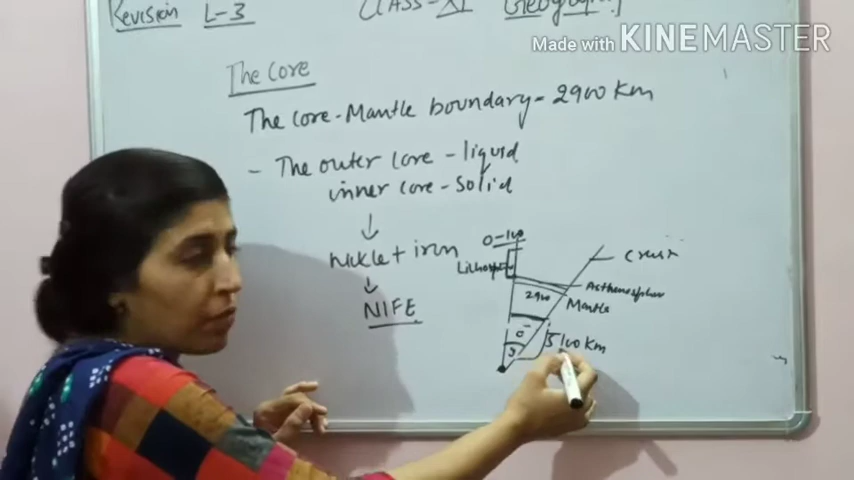 Revision L-3
CLASS-XI Geography
Made with KINEMASTER
The Core
The Core-Mantle boundary - 2900 Km
- The outer core - liquid
inner core - solid
↓
Nickle + iron
↓
NIFE
0-100
Crust
Asthenosphere
2900
Mantle
5100 Km